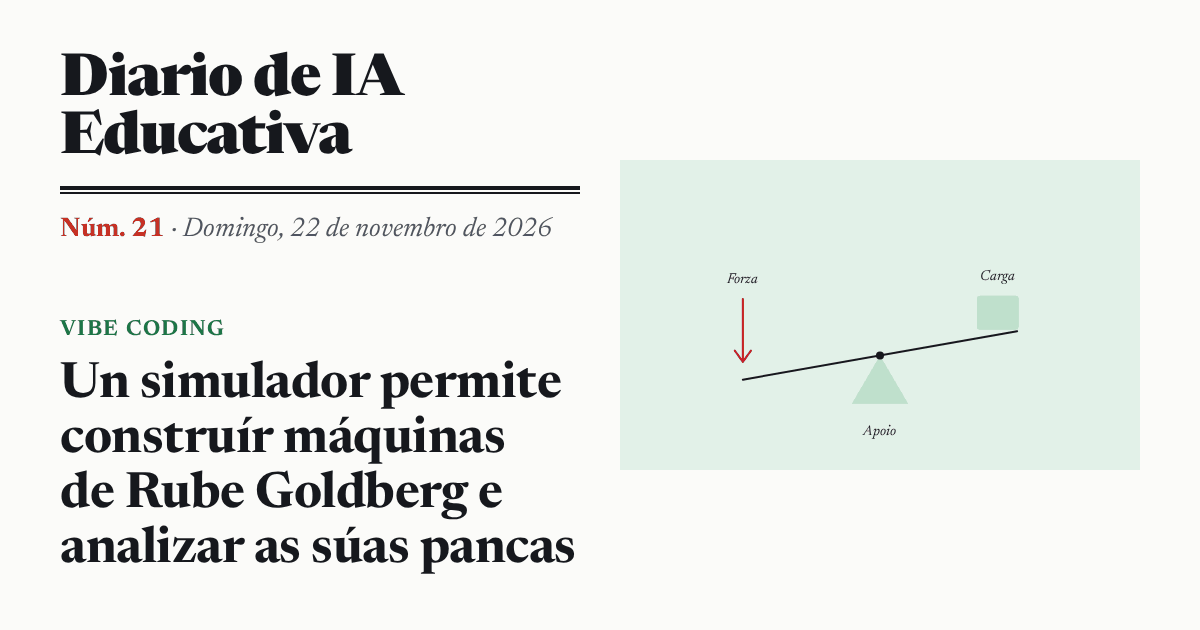 Diario de IA
Educativa
Núm. 21 · Domingo, 22 de novembro de 2026
VIBE CODING
Un simulador permite
construír máquinas
de Rube Goldberg e
analizar as súas pancas
Forza
Carga
Apoio